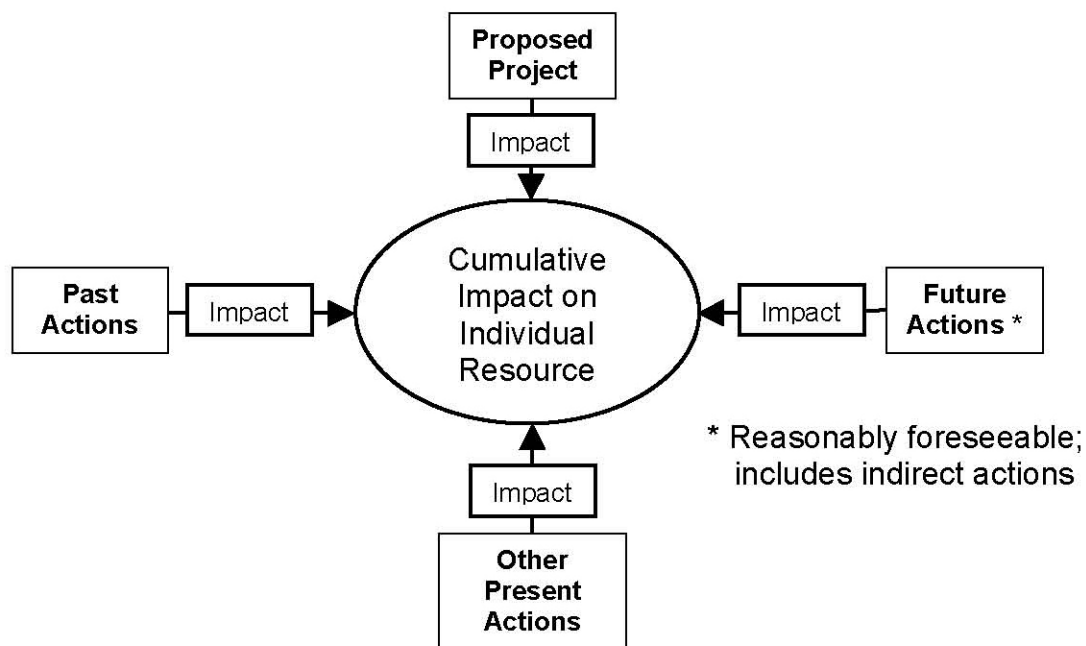 Proposed
Project
Impact
Cumulative
Impact on
Individual
Resource
Past
Actions
Impact
Impact
Future
Actions *
* Reasonably foreseeable;
includes indirect actions
Impact
Other
Present
Actions